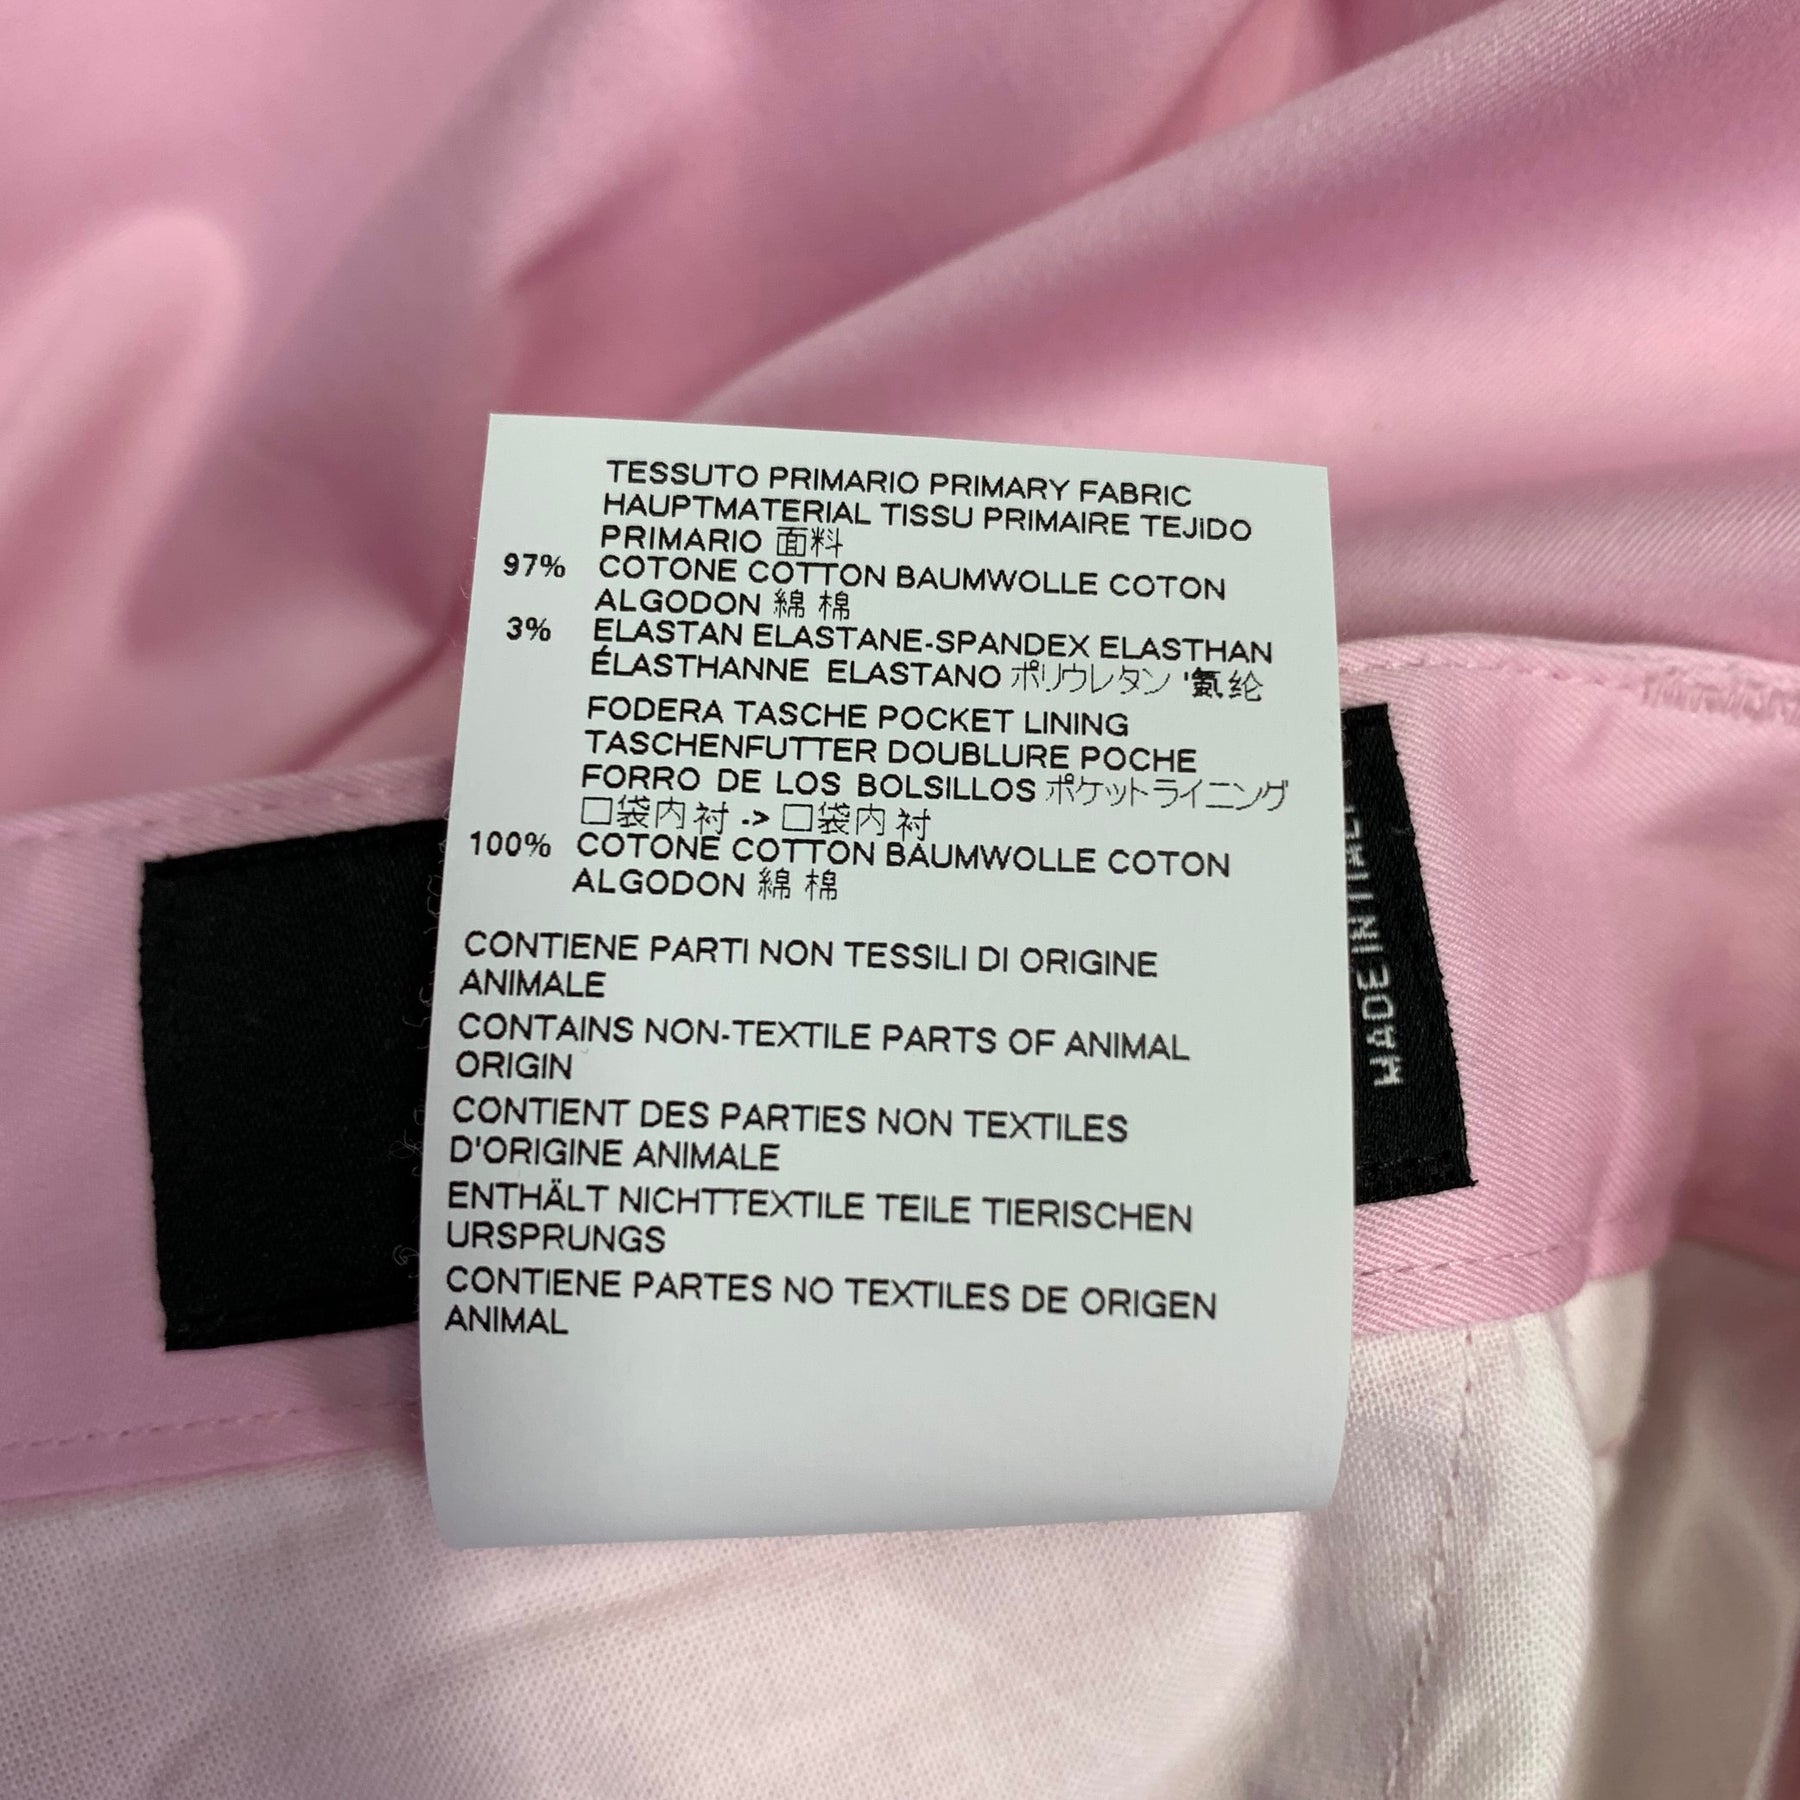 TESSUTO PRIMARIO PRIMARY FABRIC
HAUPTMATERIAL TISSU PRIMAIRE TEJIDO
PRIMARIO 面料
97% COTONE COTTON BAUMWOLLE COTON
ALGODON 綿 棉
3% ELASTAN ELASTANE-SPANDEX ELASTHAN
ÉLASTHANNE ELASTANO ポリウレタン '氨纶
FODERA TASCHE POCKET LINING
TASCHENFUTTER DOUBLURE POCHE
FORRO DE LOS BOLSILLOS ポケットライニング
口袋内衬 -> 口袋内衬
100% COTONE COTTON BAUMWOLLE COTON
ALGODON 綿 棉
CONTIENE PARTI NON TESSILI DI ORIGINE
ANIMALE
CONTAINS NON-TEXTILE PARTS OF ANIMAL
ORIGIN
CONTIENT DES PARTIES NON TEXTILES
D'ORIGINE ANIMALE
ENTHÄLT NICHTTEXTILE TEILE TIERISCHEN
URSPRUNGS
CONTIENE PARTES NO TEXTILES DE ORIGEN
ANIMAL
MADE IN ITALY